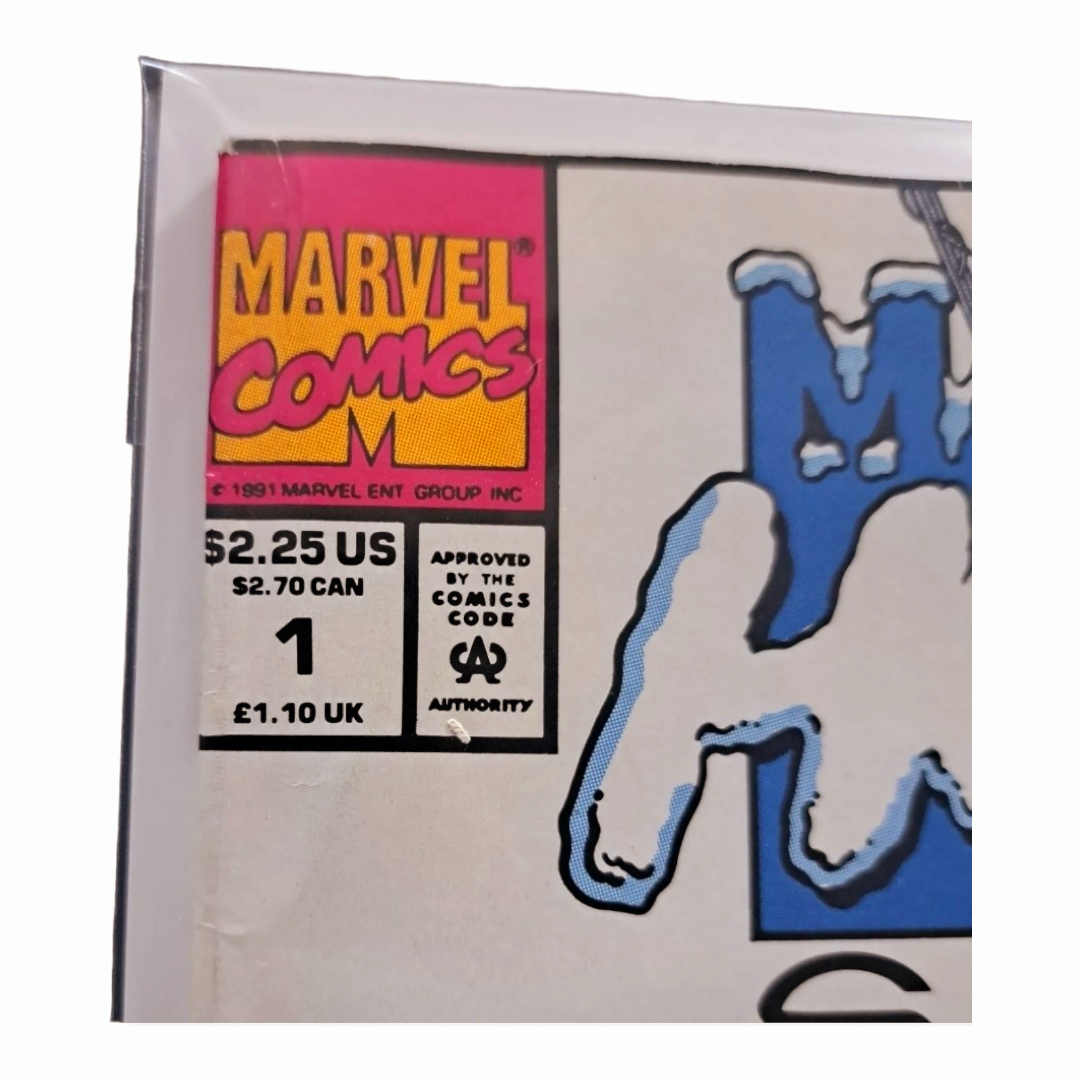 MARVEL®
COMICS
M
© 1991 MARVEL ENT GROUP INC
$2.25 US
$2.70 CAN
1
£1.10 UK
APPROVED
BY THE
COMICS
CODE
CA
AUTHORITY